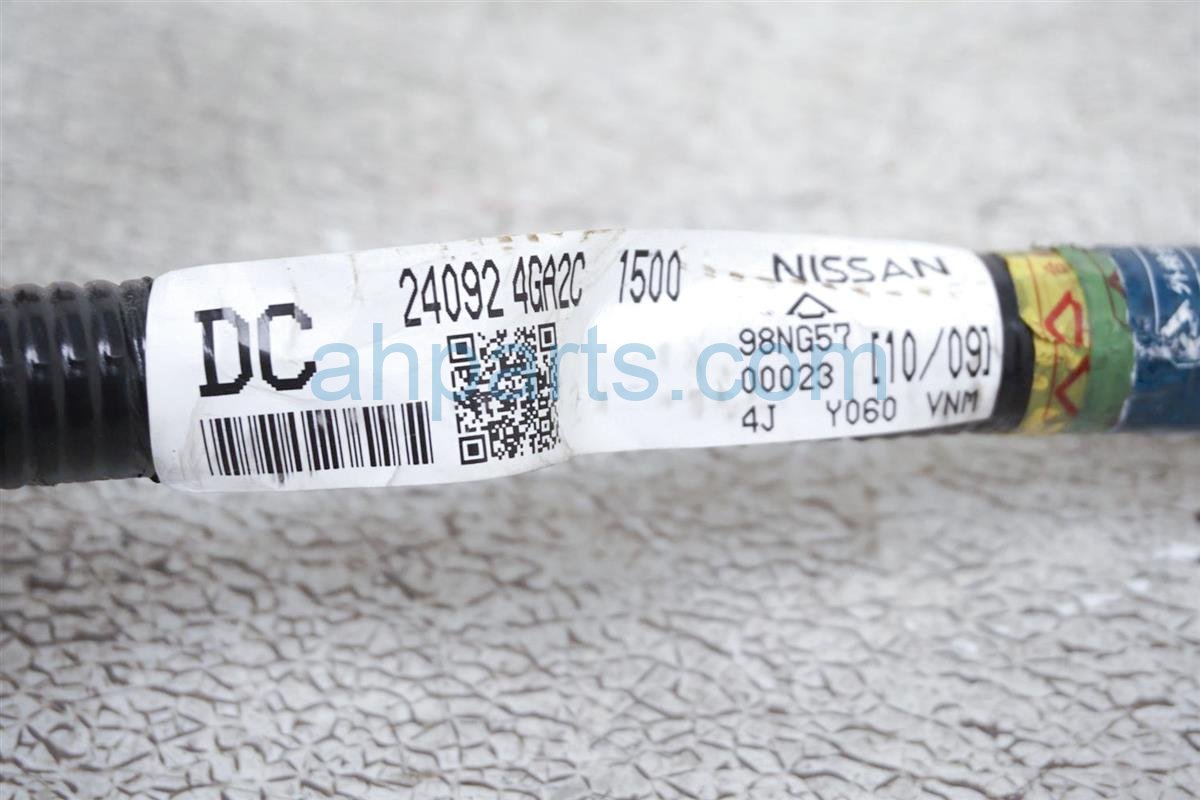 DC
24092 4GA2C 1500
NISSAN
98NG57
00023 [10/09]
4J Y060 VNM
ahparts.com